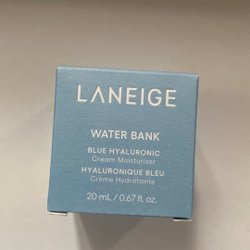 LANEIGE
WATER BANK
BLUE HYALURONIC
Cream Moisturizer
HYALURONIQUE BLEU
Crème Hydratante
20 mL / 0.67 fl. oz.